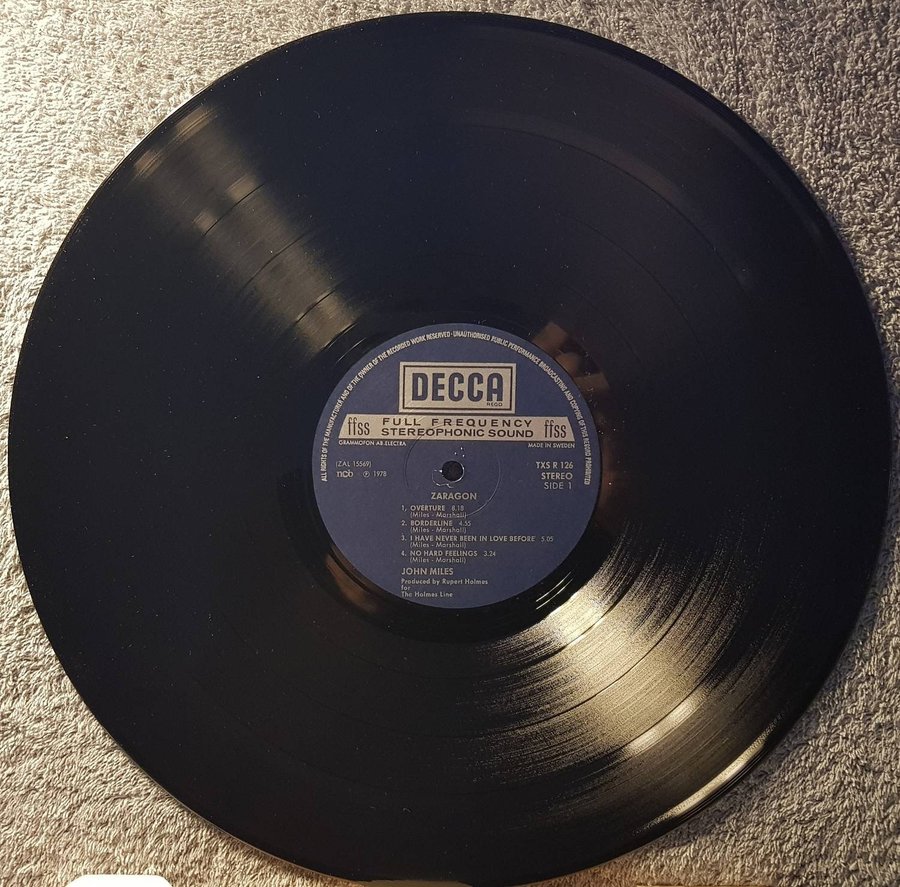 ALL RIGHTS OF THE MANUFACTURER AND OF THE OWNER OF THE RECORDED WORK RESERVED · UNAUTHORISED PUBLIC PERFORMANCE BROADCASTING AND COPYING OF THIS RECORD PROHIBITED
DECCA
REGD
ffss FULL FREQUENCY ffss
STEREOPHONIC SOUND
GRAMMOFON AB ELECTRA MADE IN SWEDEN
(ZAL 15569) TXS R 126
ncb ℗ 1978 STEREO
SIDE 1
ZARAGON
1. OVERTURE 8.18
(Miles - Marshall)
2. BORDERLINE 4.55
(Miles - Marshall)
3. I HAVE NEVER BEEN IN LOVE BEFORE 5.05
(Miles - Marshall)
4. NO HARD FEELINGS 3.24
(Miles - Marshall)
JOHN MILES
Produced by Rupert Holmes
for
The Holmes Line